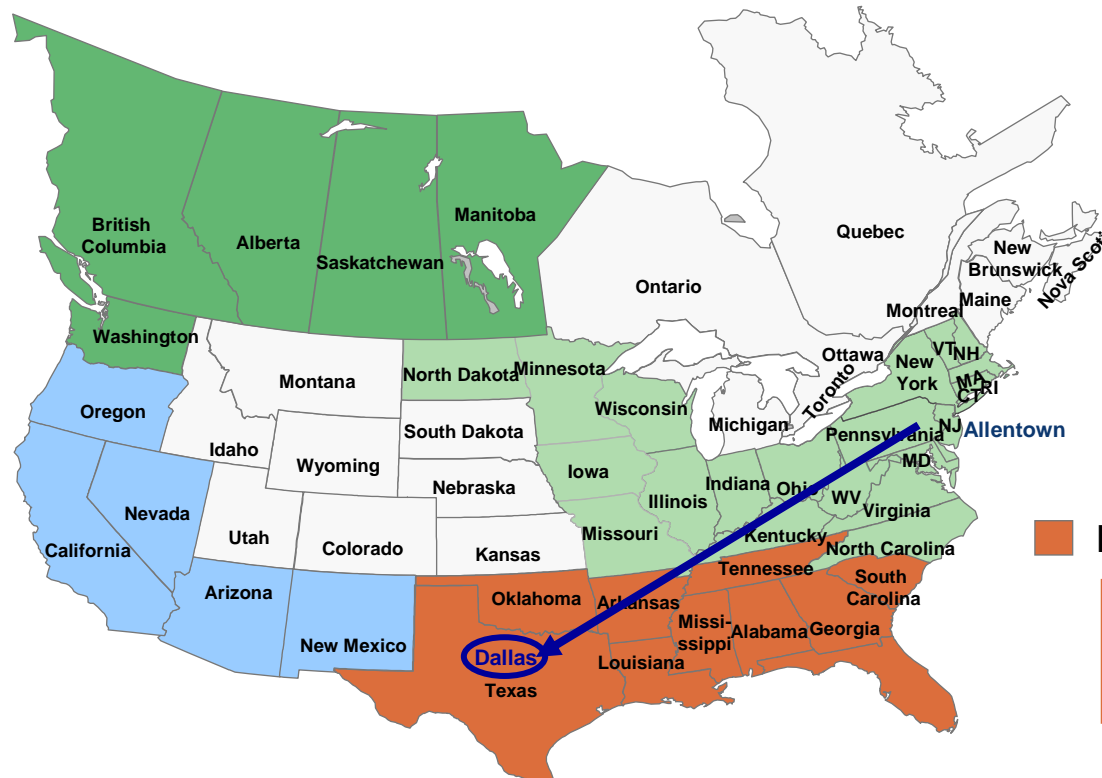 British
Columbia
Alberta
Saskatchewan
Manitoba
Ontario
Quebec
New
Brunswick
Nova Scot
Maine
Montreal
Ottawa
Toronto
Washington
Montana
North Dakota
Minnesota
Oregon
Idaho
Wyoming
South Dakota
Wisconsin
Michigan
New
York
VT
NH
MA
CT
RI
NJ
Allentown
Pennsylvania
MD
Nevada
Utah
Colorado
Nebraska
Iowa
Illinois
Indiana
Ohio
WV
Virginia
California
Kansas
Missouri
Kentucky
North Carolina
Arizona
New Mexico
Oklahoma
Arkansas
Tennessee
South
Carolina
Missi-
ssippi
Alabama
Georgia
Dallas
Texas
Louisiana